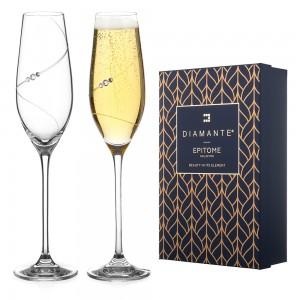 DIAMANTE®
EPITOME
COLLECTION
BEAUTY IN ITS ELEMENT